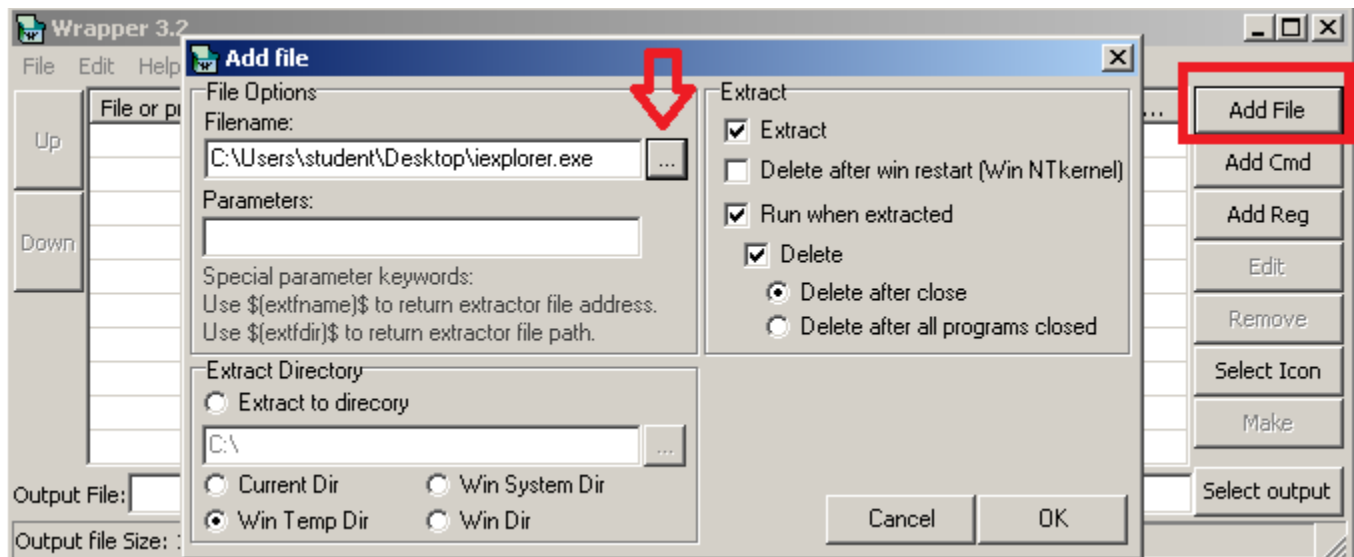 Wrapper 3.2
File Edit Help
Up
Down
File or
...
Add File
Add Cmd
Add Reg
Edit
Remove
Select Icon
Make
Select output
Output File:
Output file Size:
Add file
File Options
Filename:
C:\Users\student\Desktop\iexplorer.exe
...
Parameters:
Special parameter keywords:
Use $(extfname)$ to return extractor file address.
Use $(extfdir)$ to return extractor file path.
Extract Directory
Extract to direcory
C:\
...
Current Dir
Win System Dir
Win Temp Dir
Win Dir
Extract
Extract
Delete after win restart (Win NTkernel)
Run when extracted
Delete
Delete after close
Delete after all programs closed
Cancel
OK